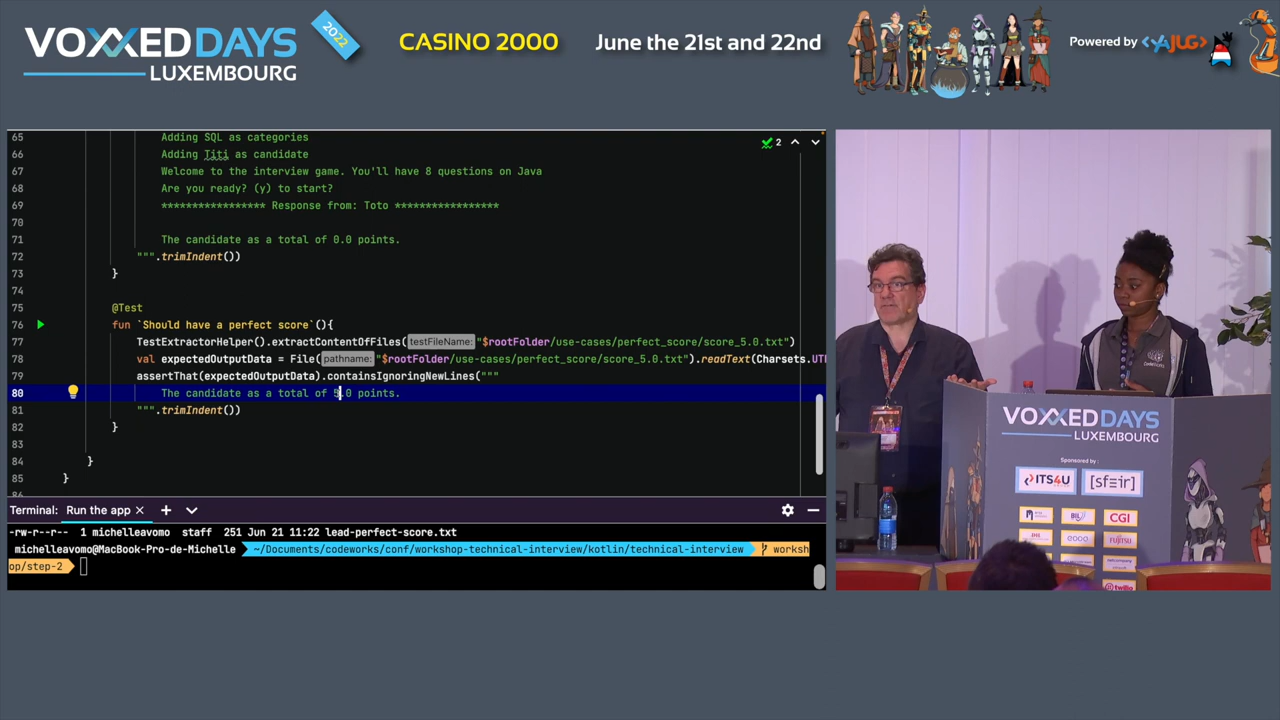 VOXXED DAYS
LUXEMBOURG
2022
CASINO 2000
June the 21st and 22nd
Powered by <YAJUG>
65 Adding SQL as categories
66 Adding Titi as candidate
67 Welcome to the interview game. You'll have 8 questions on Java
68 Are you ready? (y) to start?
69 ***************** Response from: Toto *****************
70
71 The candidate as a total of 0.0 points.
72 """.trimIndent())
73 }
74
75 @Test
76 fun `Should have a perfect score`(){
77 TestExtractorHelper().extractContentOfFiles( testFileName: "$rootFolder/use-cases/perfect_score/score_5.0.txt")
78 val expectedOutputData = File( pathname: "$rootFolder/use-cases/perfect_score/score_5.0.txt").readText(Charsets.UT
79 assertThat(expectedOutputData).containsIgnoringNewLines("""
80 The candidate as a total of 5.0 points.
81 """.trimIndent())
82 }
83
84 }
85 }
86
2
Terminal: Run the app × +
-rw-r--r-- 1 michelleavomo staff 251 Jun 21 11:22 lead-perfect-score.txt
michelleavomo@MacBook-Pro-de-Michelle ~/Documents/codeworks/conf/workshop-technical-interview/kotlin/technical-interview worksh
op/step-2
VOXXED DAYS
LUXEMBOURG
Sponsored by :
ITS4U
[sfeir]
CGI
FUJITSU
twilio